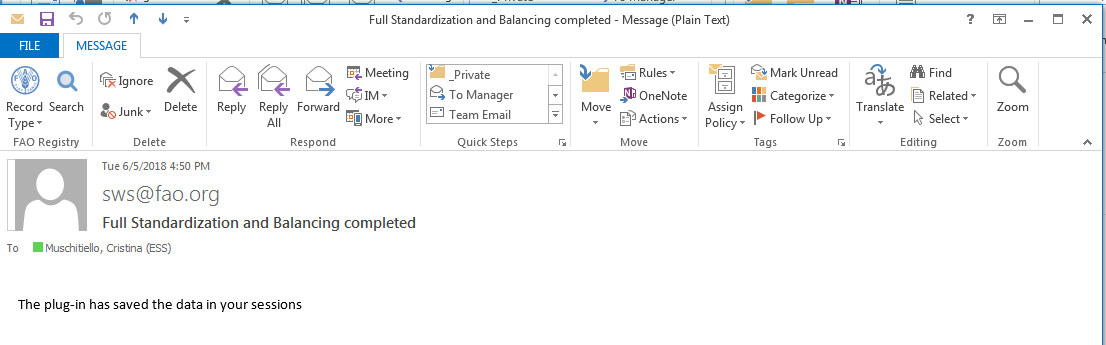 Full Standardization and Balancing completed - Message (Plain Text)
?
FILE MESSAGE
Record Type
Search
FAO Registry
Ignore
Junk
Delete
Delete
Reply
Reply All
Forward
Meeting
IM
More
Respond
_Private
To Manager
Team Email
Quick Steps
Move
Rules
OneNote
Actions
Move
Assign Policy
Mark Unread
Categorize
Follow Up
Tags
Translate
Find
Related
Select
Editing
Zoom
Zoom
Tue 6/5/2018 4:50 PM
sws@fao.org
Full Standardization and Balancing completed
To Muschitiello, Cristina (ESS)
The plug-in has saved the data in your sessions